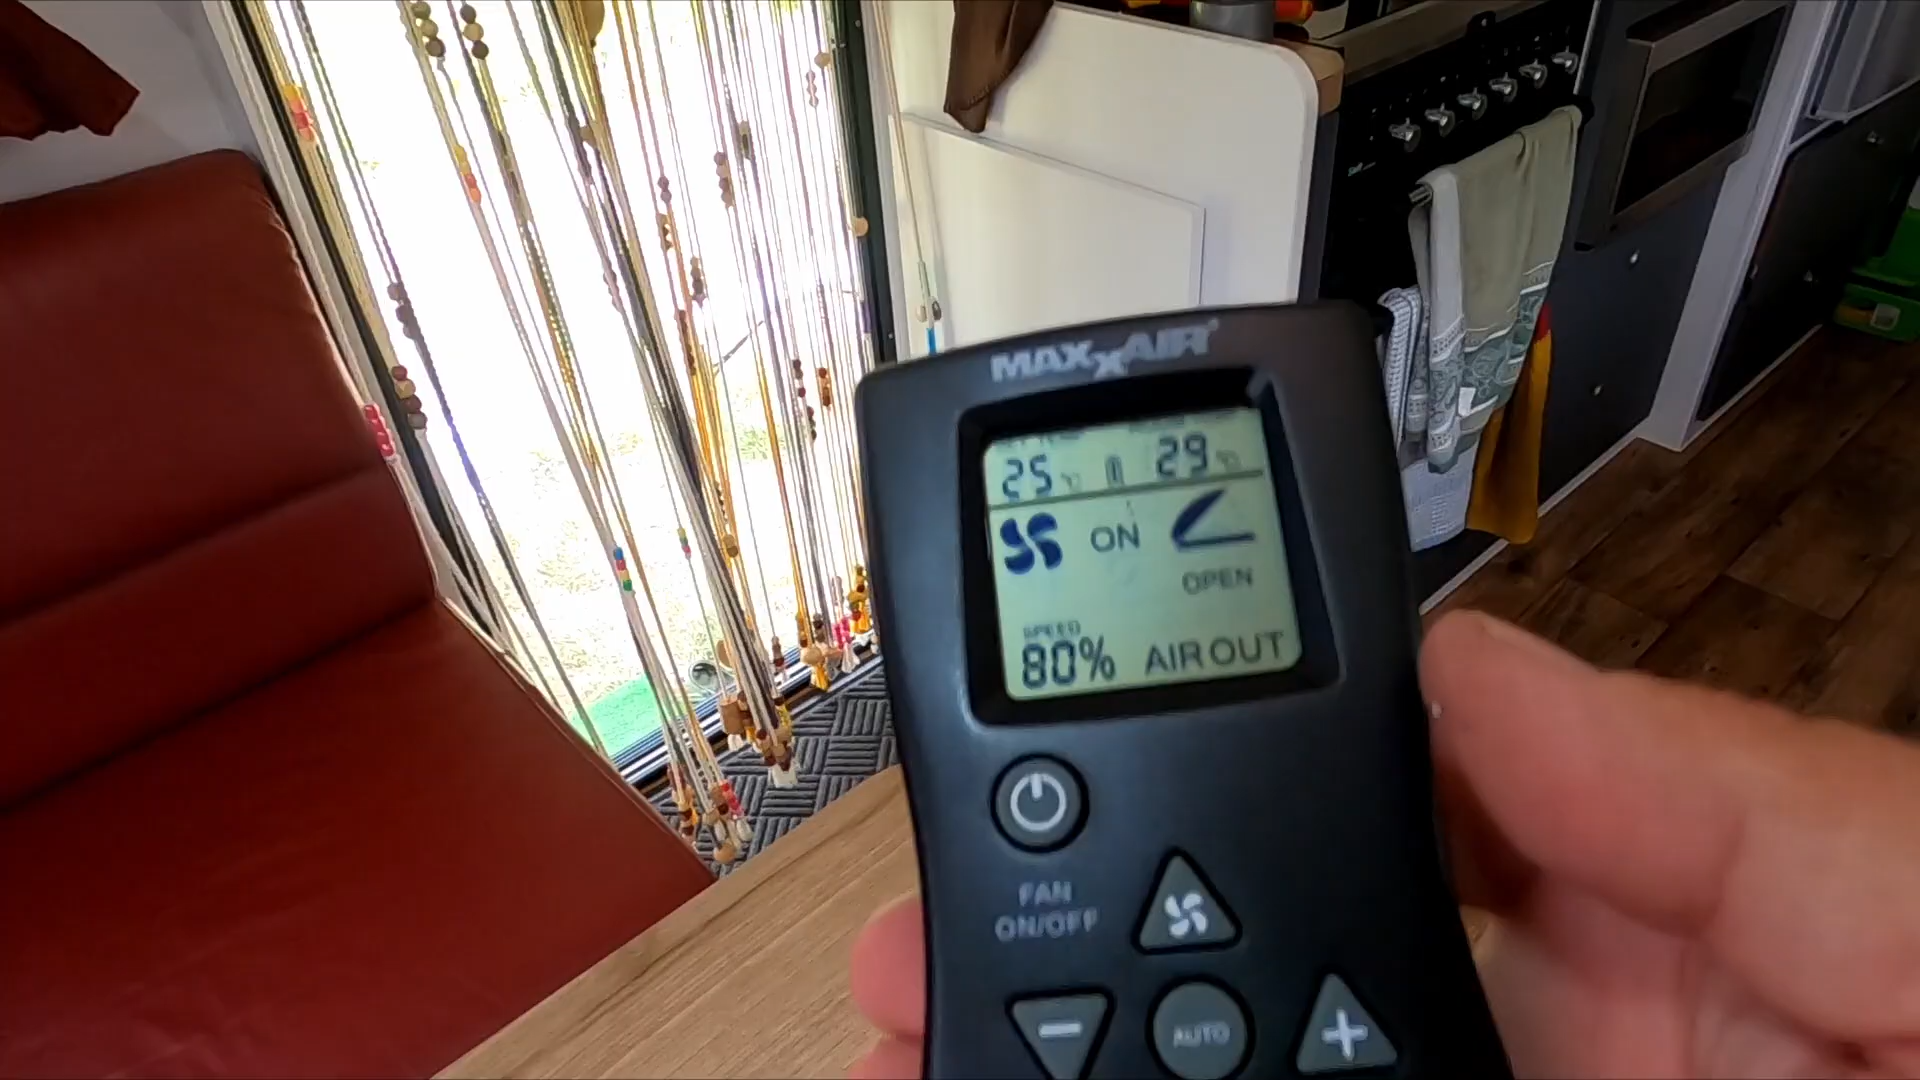 MAXXAIR
25 °C 29 °C
ON
OPEN
SPEED
80% AIR OUT
FAN
ON/OFF
AUTO